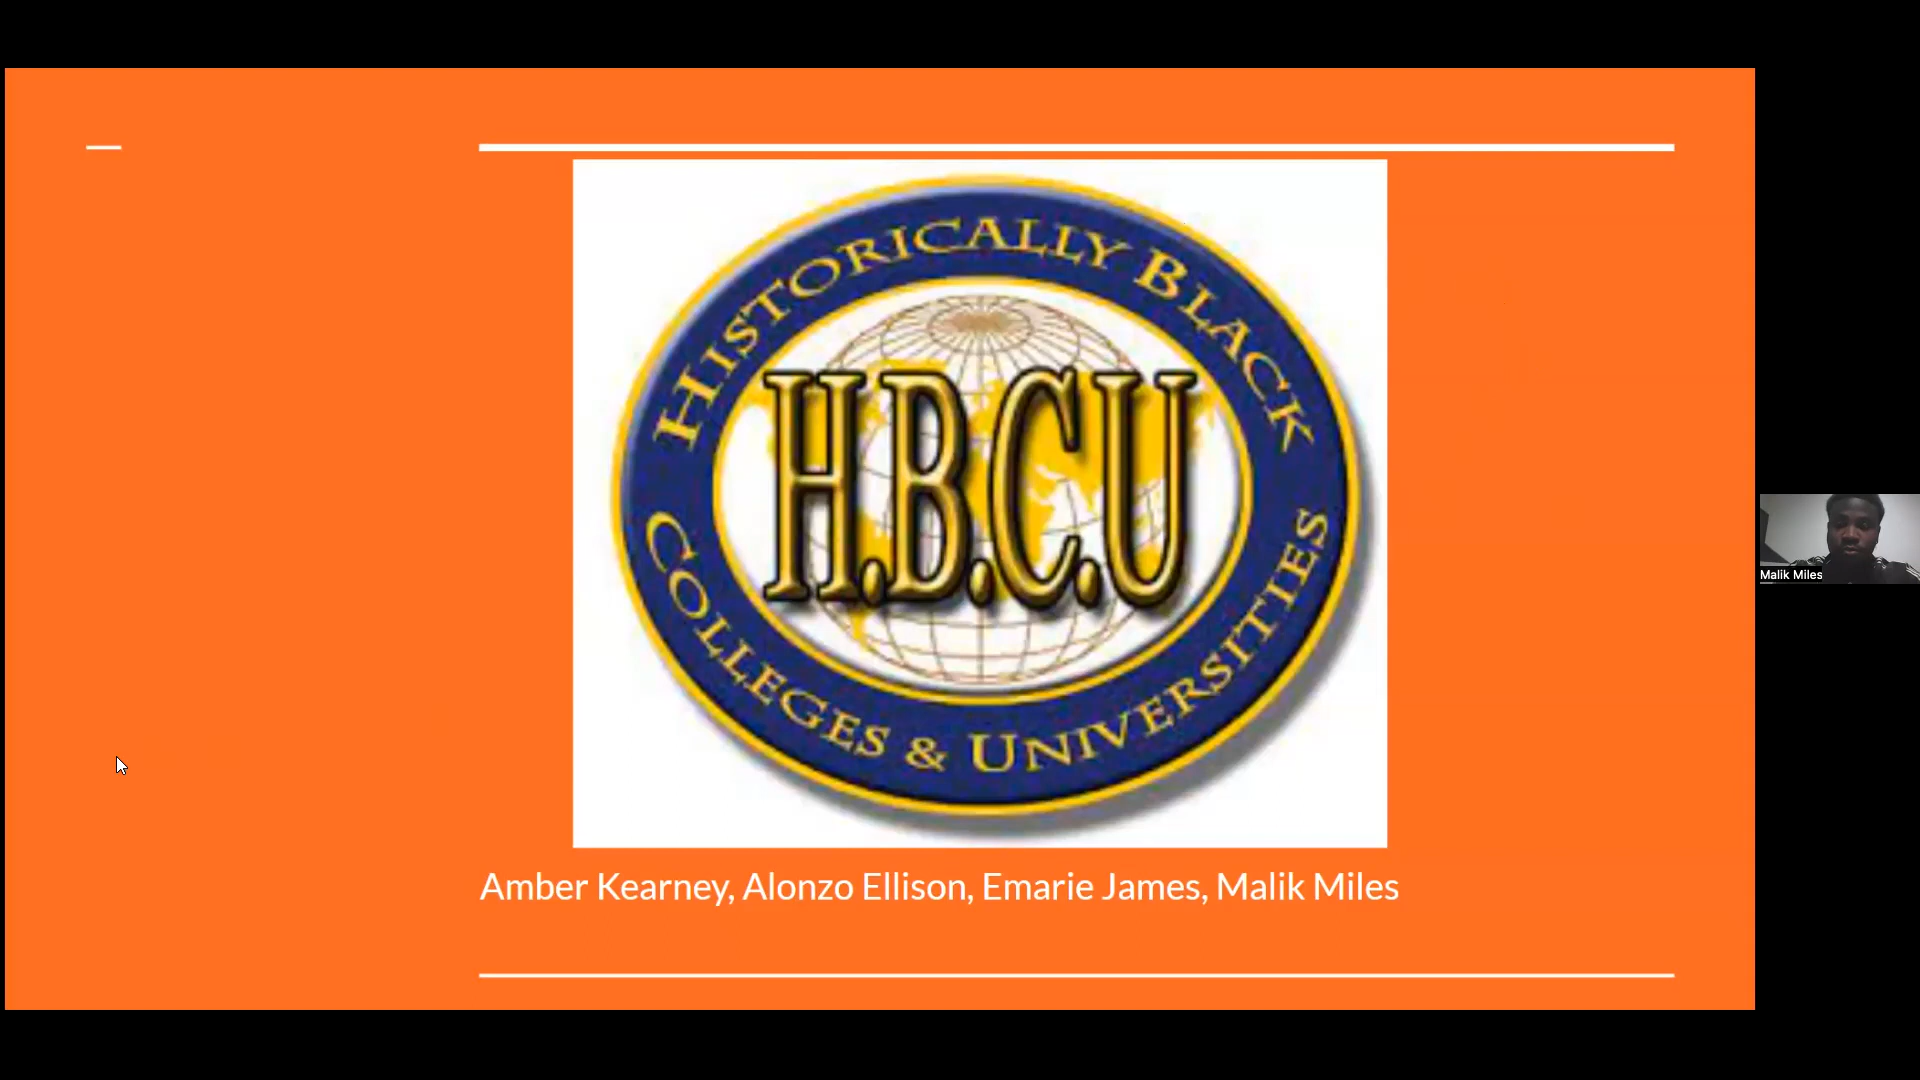 HISTORICALLY BLACK
H.B.C.U
COLLEGES & UNIVERSITIES
Amber Kearney, Alonzo Ellison, Emarie James, Malik Miles
Malik Miles